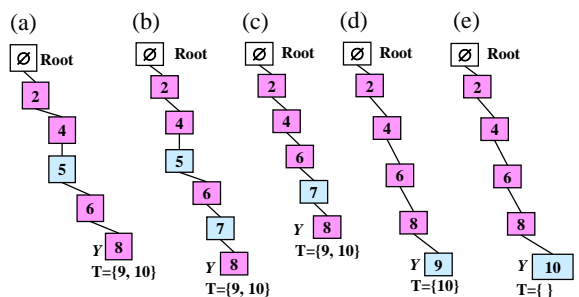 (a) (b) (c) (d) (e)
∅ Root ∅ Root ∅ Root ∅ Root ∅ Root
2 2 2 2 2
4 4 4 4 4
5 5 6 6 6
6 6 7 8 8
Y 8 7 Y 8 Y 9 Y 10
T={9, 10} Y 8 T={9, 10} T={10} T={ }
T={9, 10}